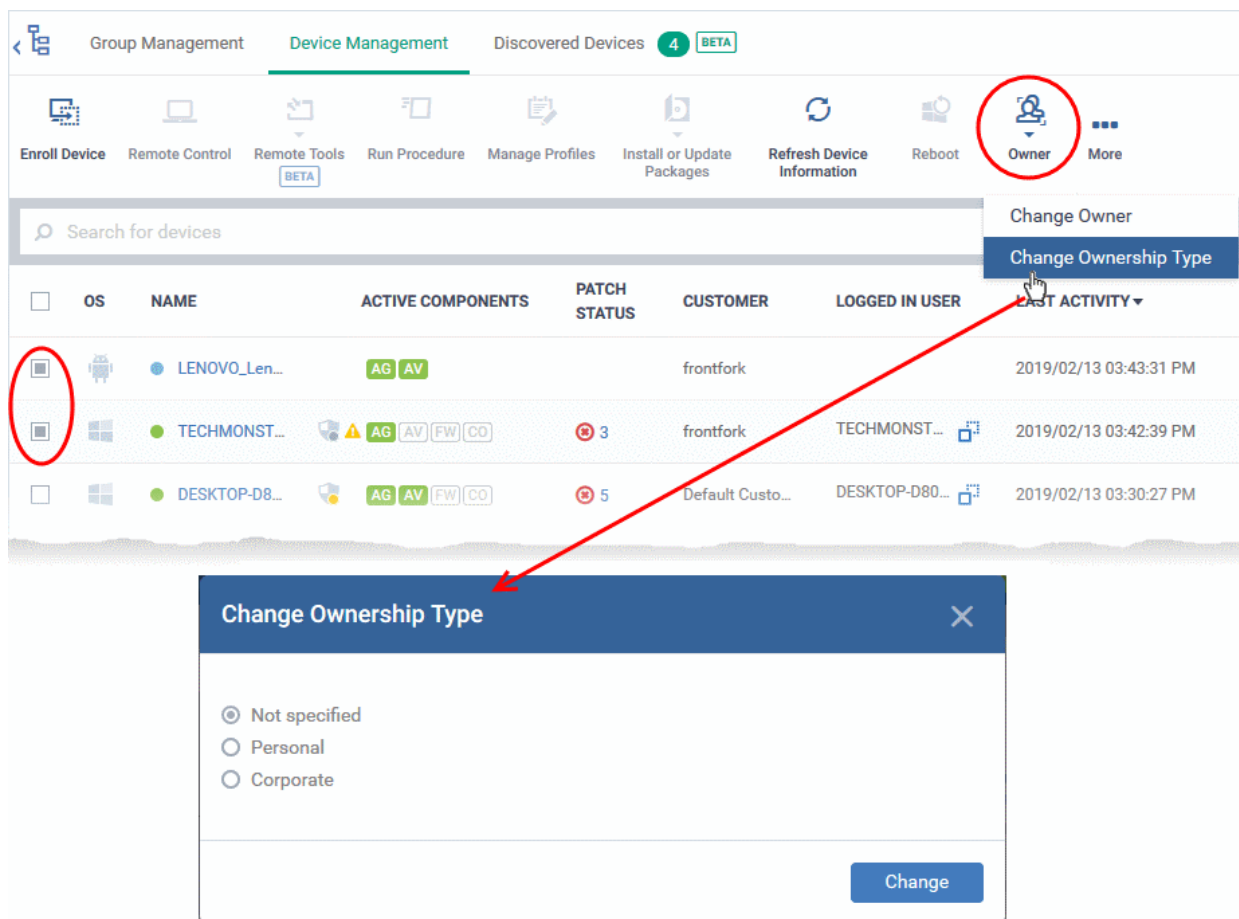 Group Management Device Management Discovered Devices 4 BETA
Enroll Device Remote Control Remote Tools Run Procedure Manage Profiles Install or Update Refresh Device Reboot Owner More
BETA Packages Information
Change Owner
Search for devices
Change Ownership Type
OS NAME ACTIVE COMPONENTS PATCH CUSTOMER LOGGED IN USER LAST ACTIVITY
STATUS
LENOVO_Len... AG AV frontfork 2019/02/13 03:43:31 PM
TECHMONST... AG AV FW CO 3 frontfork TECHMONST... 2019/02/13 03:42:39 PM
DESKTOP-D8... AG AV FW CO 5 Default Custo... DESKTOP-D80... 2019/02/13 03:30:27 PM
Change Ownership Type
Not specified
Personal
Corporate
Change